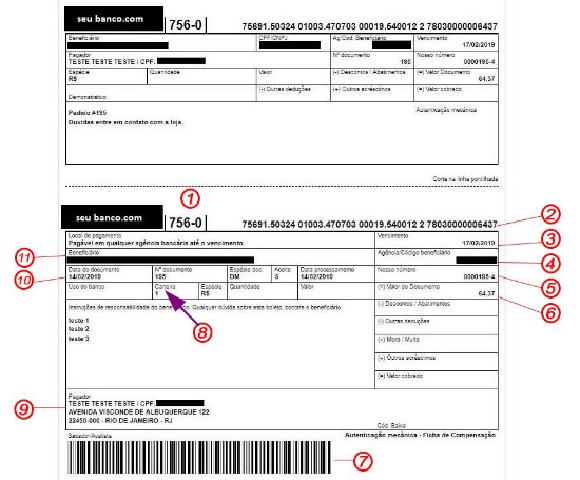 seu banco.com 756-0 75691.50324 01003.470703 00019.540012 2 78030000006437
Beneficiário CPF/CNPJ Ag/Cod. Beneficiário Vencimento
17/02/2019
Pagador Nº documento Nosso número
TESTE TESTE TESTE / CPF: 195 0000195-4
Espécie Quantidade Valor (-) Descontos / Abatimentos (=) Valor Documento
R$ 64,37
(-) Outras deduções (+) Outros acréscimos (=) Valor cobrado
Demonstrativo
Autenticação mecânica
Pedido #195
Duvidas entre em contato com a loja.
Corte na linha pontilhada
1
seu banco.com 756-0 75691.50324 01003.470703 00019.540012 2 78030000006437 2
Local de pagamento Vencimento
Pagável em qualquer agência bancária até o vencimento. 17/02/2019 3
11 Beneficiário Agência/Código beneficiário
4
Data do documento Nº documento Espécie doc. Aceite Data processamento Nosso número
10 14/02/2019 195 DM S 14/02/2019 0000195-4 5
Uso do banco Carteira Espécie Quantidade Valor (=) Valor do Documento
1 R$ 64,37 6
Instruções de responsabilidade do beneficiário. Qualquer dúvida sobre este boleto, contate o beneficiário (-) Descontos / Abatimentos
teste 1
teste 2 (-) Outras deduções
8
teste 3 (+) Mora / Multa
(+) Outros acréscimos
(=) Valor cobrado
Pagador
9 TESTE TESTE TESTE / CPF:
AVENIDA VISCONDE DE ALBUQUERQUE 122
22450-000 - RIO DE JANEIRO - RJ
Cód. Baixa
Sacador/Avalista Autenticação mecânica - Ficha de Compensação
7